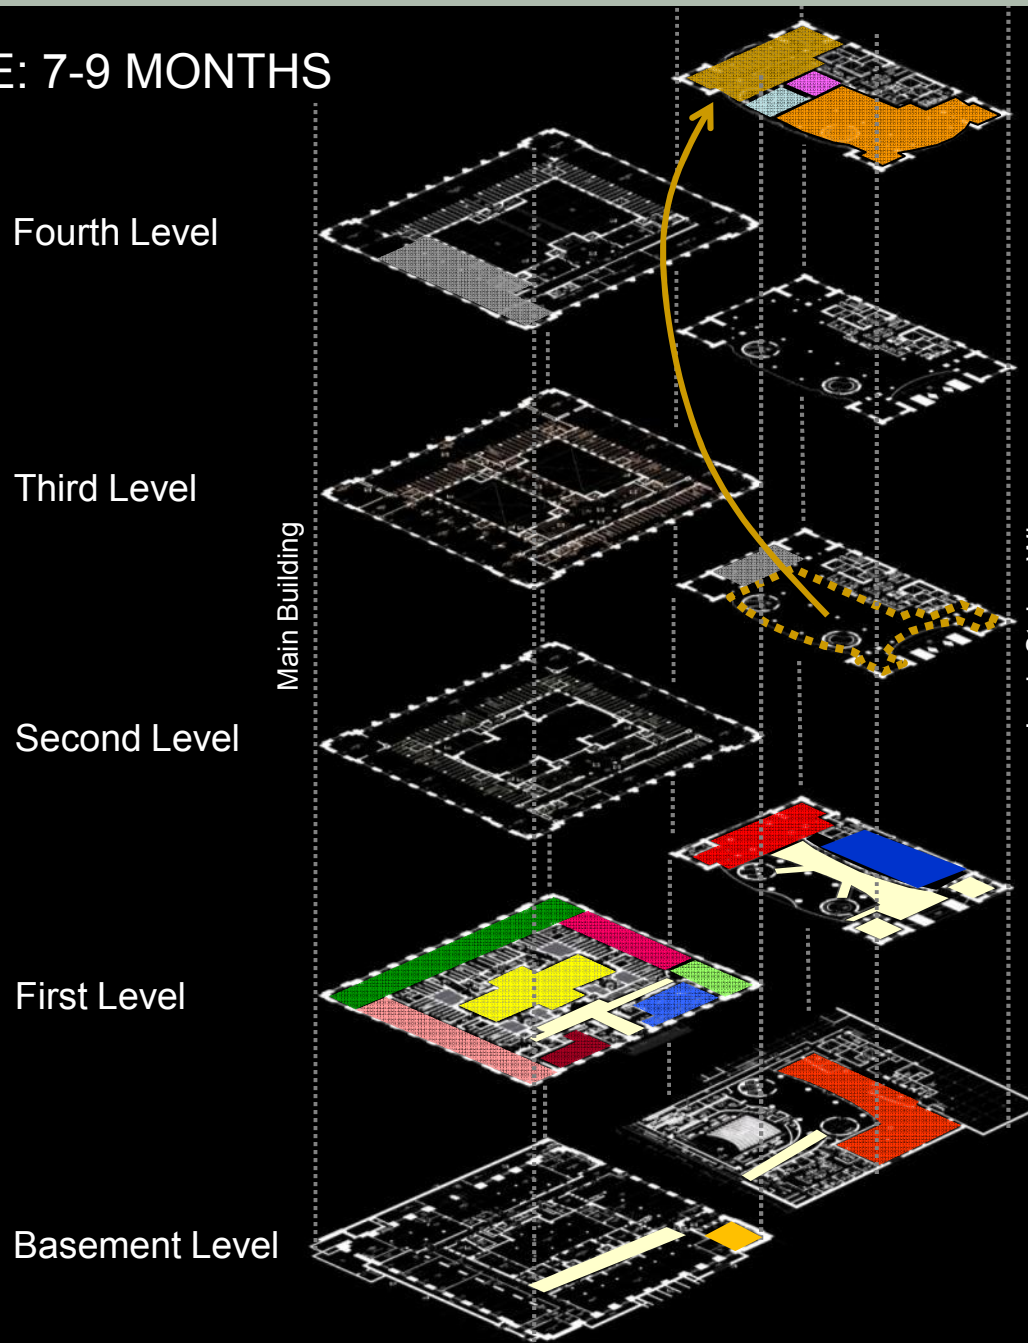 E: 7-9 MONTHS
Fourth Level
Third Level
Main Building
Second Level
First Level
Basement Level